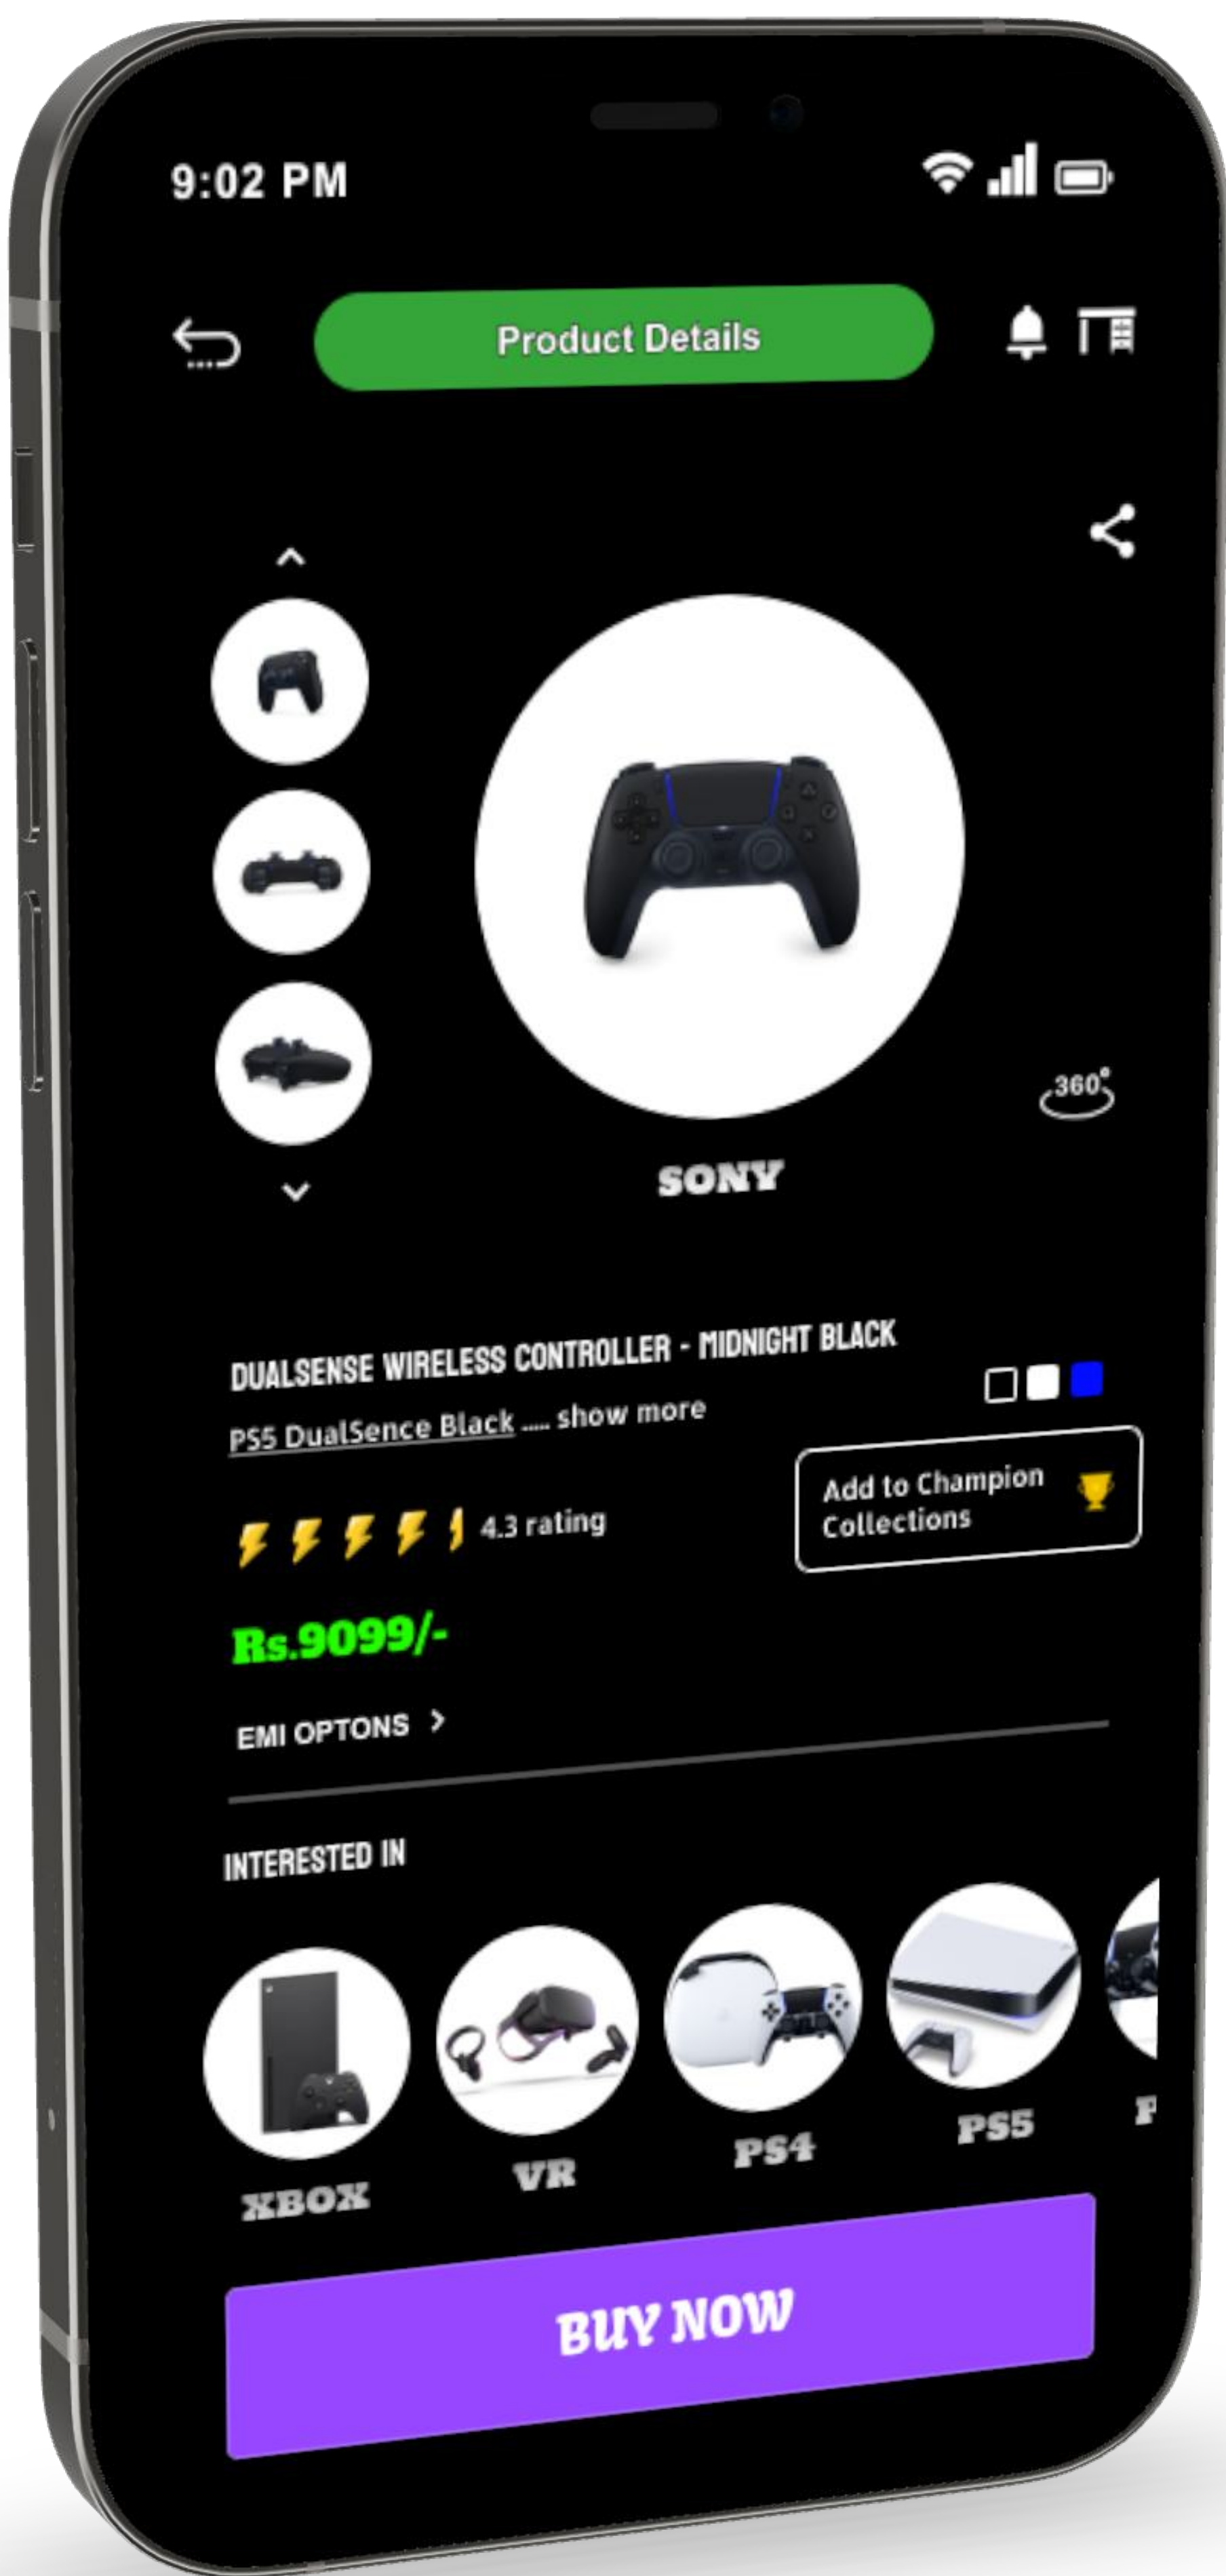 9:02 PM
Product Details
360°
SONY
DUALSENSE WIRELESS CONTROLLER - MIDNIGHT BLACK
PS5 DualSence Black ..... show more
Add to Champion
Collections
4.3 rating
Rs.9099/-
EMI OPTONS >
INTERESTED IN
XBOX
VR
PS4
PS5
P
BUY NOW